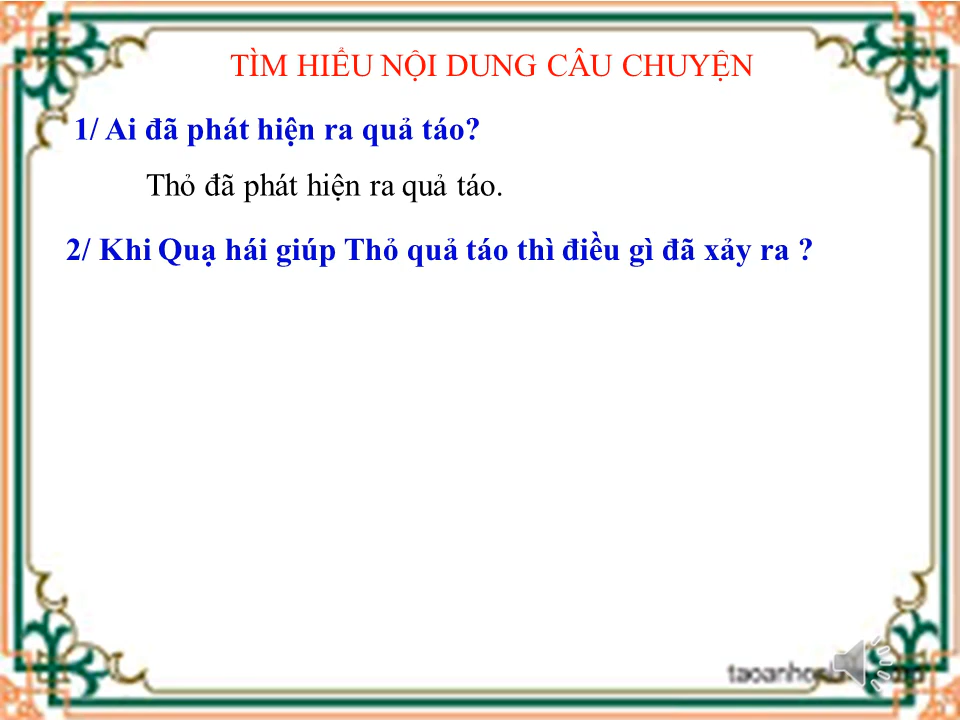 TÌM HIỂU NỘI DUNG CÂU CHUYỆN
1/ Ai đã phát hiện ra quả táo?
Thỏ đã phát hiện ra quả táo.
2/ Khi Quạ hái giúp Thỏ quả táo thì điều gì đã xảy ra ?